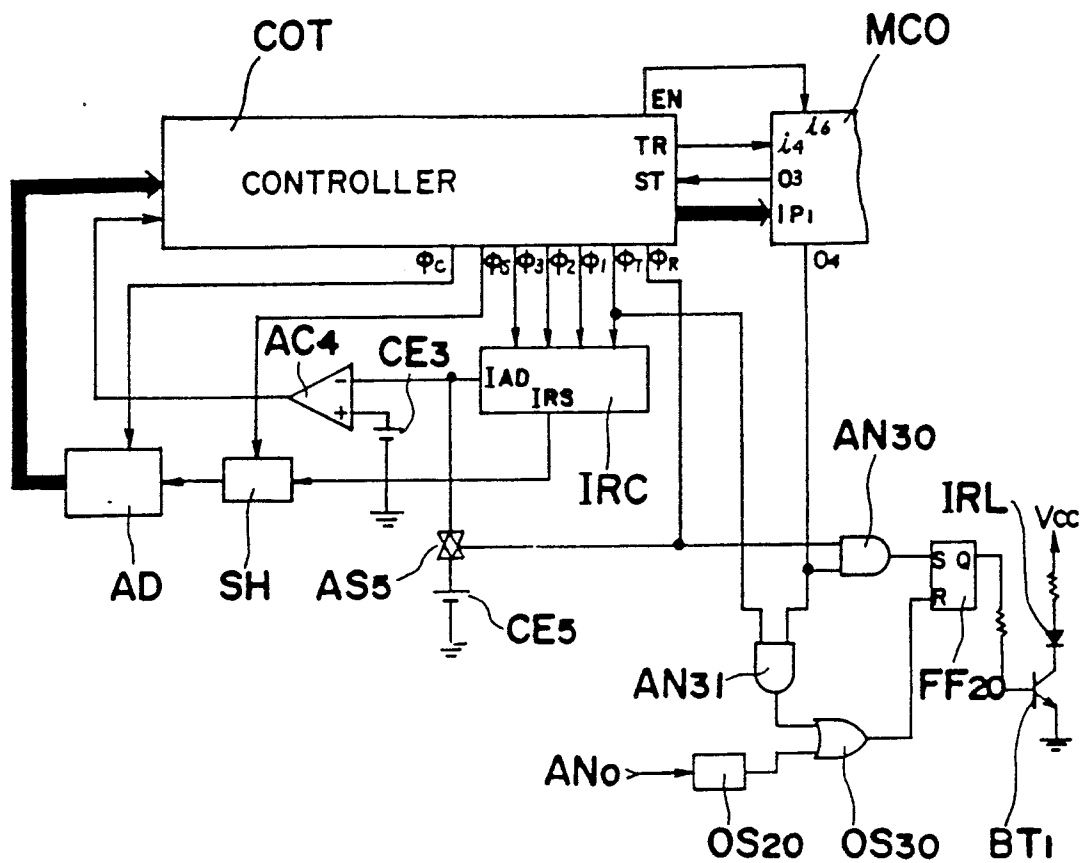 COT
MCO
EN
i6
TR
i4
CONTROLLER
ST
O3
IP1
ΦC
ΦS
Φ3
Φ2
Φ1
ΦT
ΦR
O4
AC4
CE3
-
+
IAD
IRS
IRC
AN30
IRL
VCC
AD
SH
AS5
CE5
S Q
R
FF20
AN31
ANo
OS20
OS30
BT1